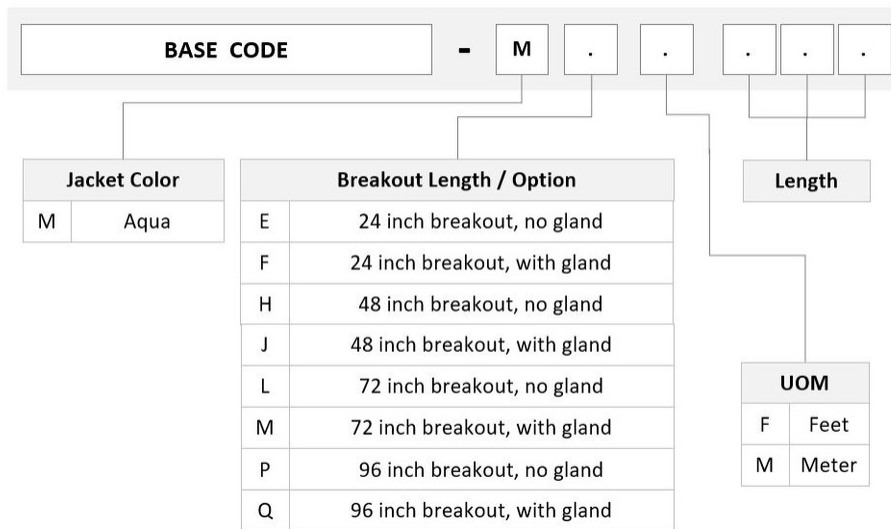 BASE CODE - M . . . . .
Jacket Color
M Aqua
Breakout Length / Option
E 24 inch breakout, no gland
F 24 inch breakout, with gland
H 48 inch breakout, no gland
J 48 inch breakout, with gland
L 72 inch breakout, no gland
M 72 inch breakout, with gland
P 96 inch breakout, no gland
Q 96 inch breakout, with gland
Length
UOM
F Feet
M Meter